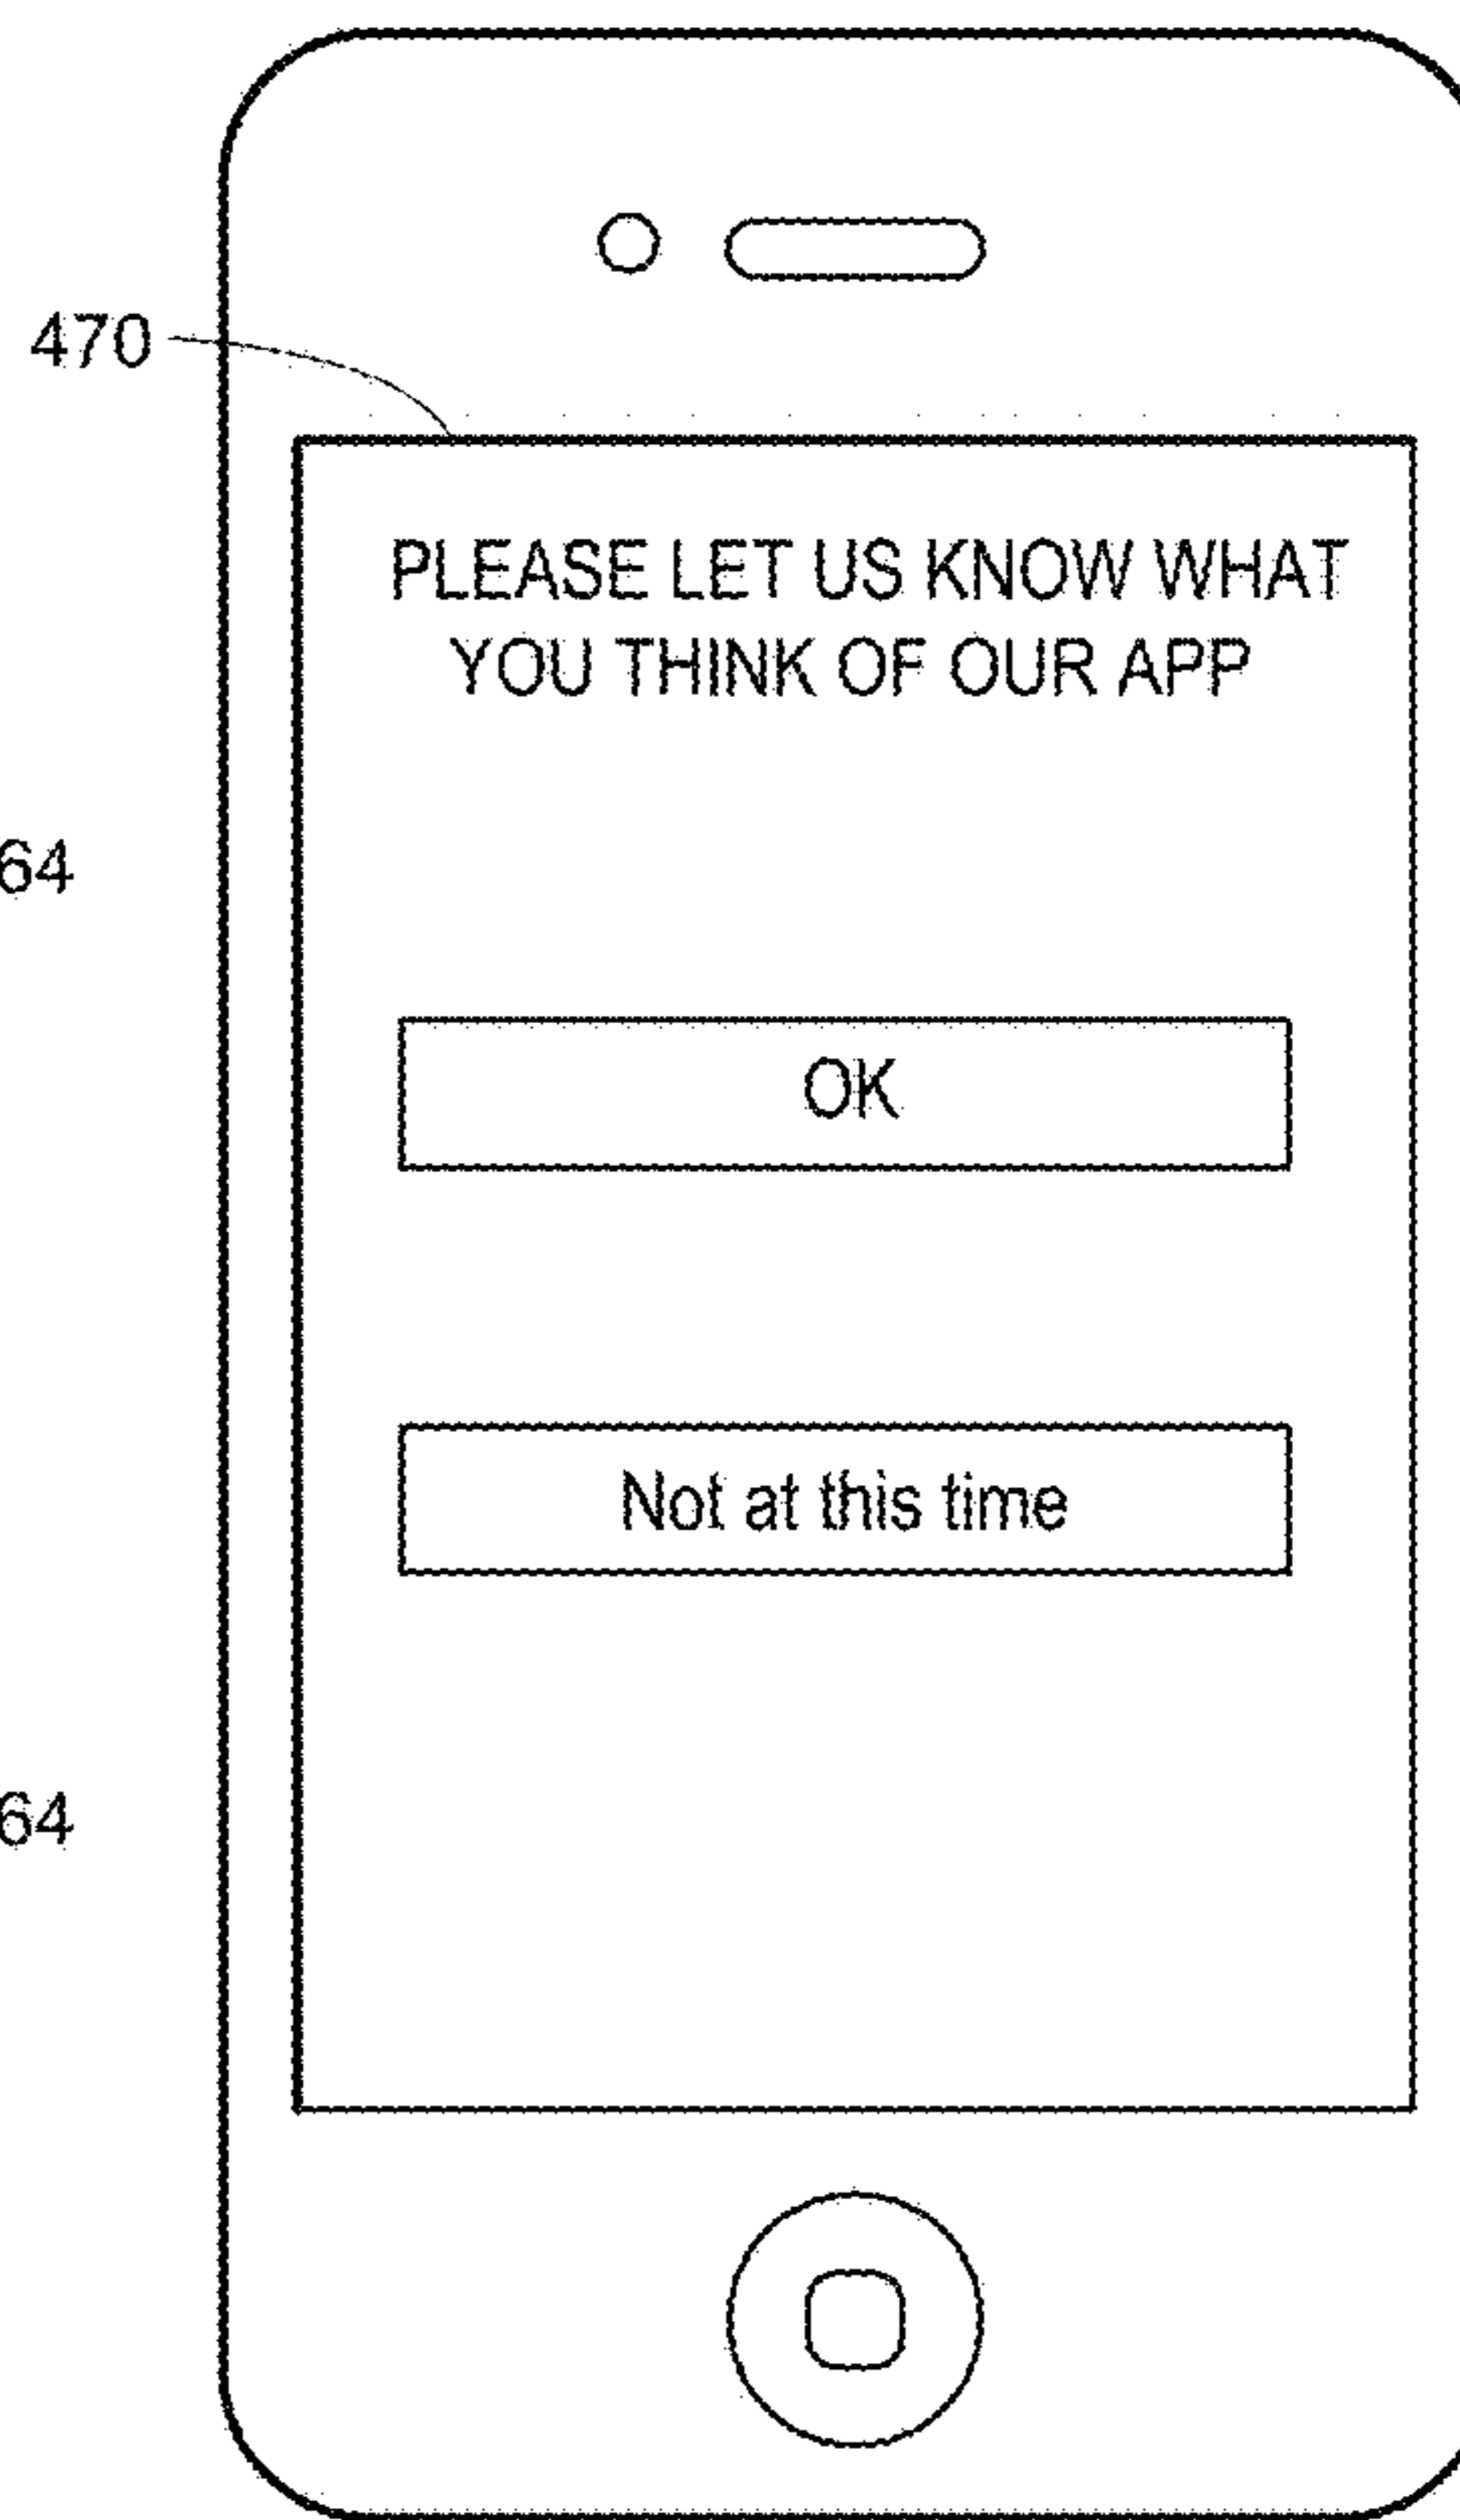 470
PLEASE LET US KNOW WHAT
YOU THINK OF OUR APP
64
OK
Not at this time
64